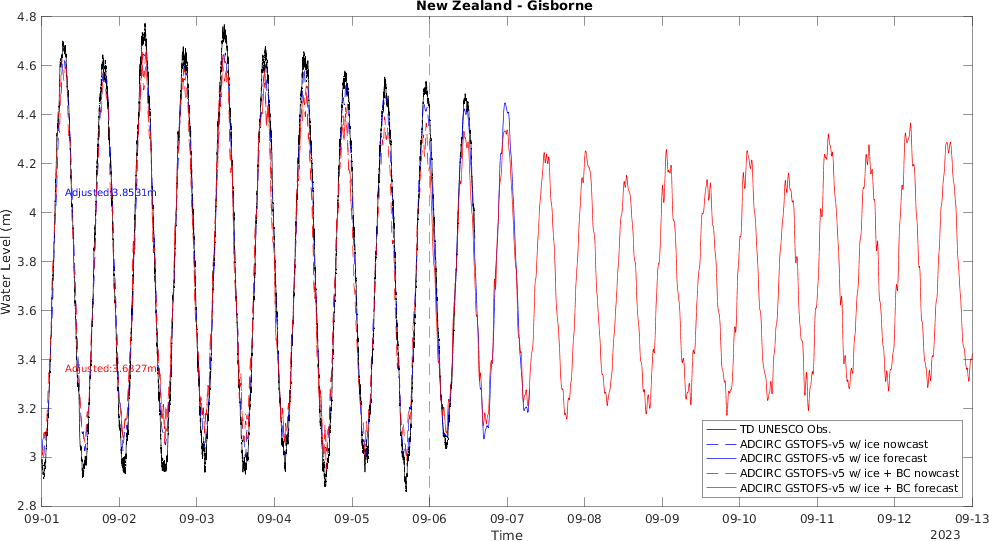 New Zealand - Gisborne
4.8
4.6
4.4
4.2
4
3.8
3.6
3.4
3.2
3
2.8
Water Level (m)
Adjusted:3.8531m
Adjusted:3.6327m
TD UNESCO Obs.
ADCIRC GSTOFS-v5 w/ ice nowcast
ADCIRC GSTOFS-v5 w/ ice forecast
ADCIRC GSTOFS-v5 w/ ice + BC nowcast
ADCIRC GSTOFS-v5 w/ ice + BC forecast
09-01 09-02 09-03 09-04 09-05 09-06 09-07 09-08 09-09 09-10 09-11 09-12 09-13
Time
2023